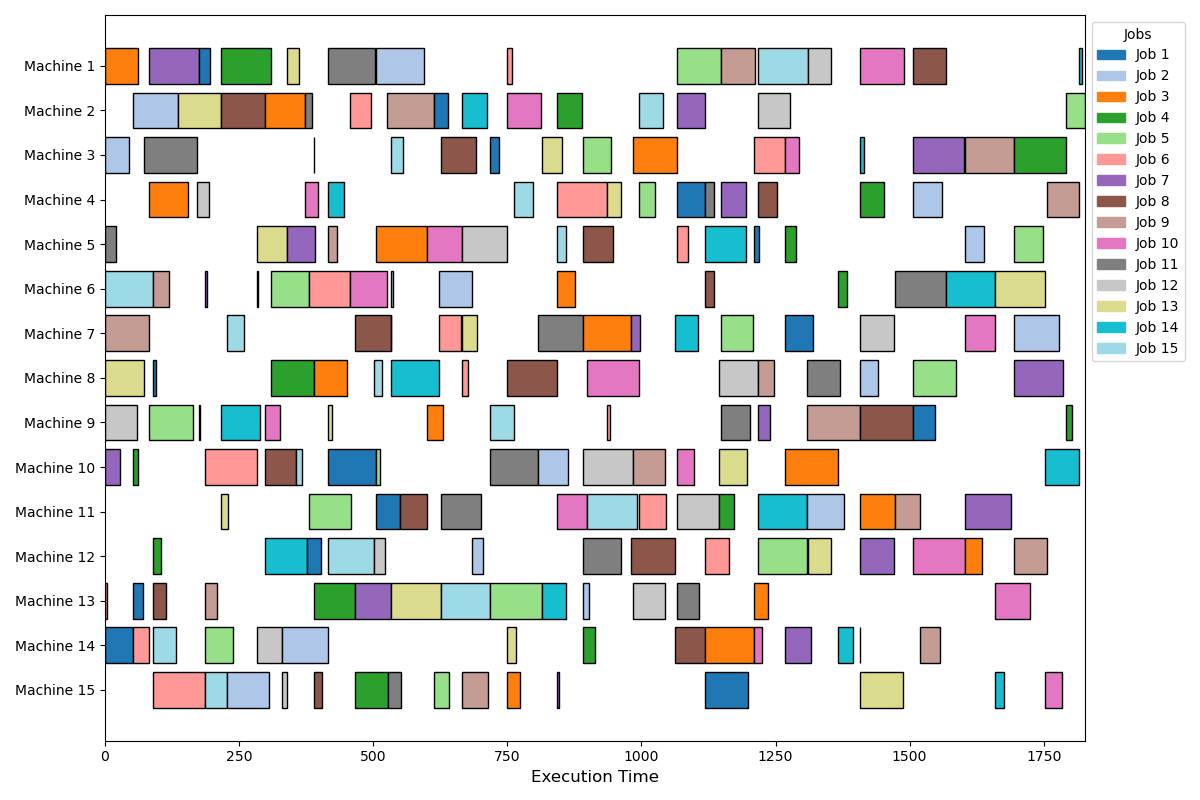 Machine 1
Machine 2
Machine 3
Machine 4
Machine 5
Machine 6
Machine 7
Machine 8
Machine 9
Machine 10
Machine 11
Machine 12
Machine 13
Machine 14
Machine 15
0 250 500 750 1000 1250 1500 1750
Execution Time
Jobs
Job 1
Job 2
Job 3
Job 4
Job 5
Job 6
Job 7
Job 8
Job 9
Job 10
Job 11
Job 12
Job 13
Job 14
Job 15